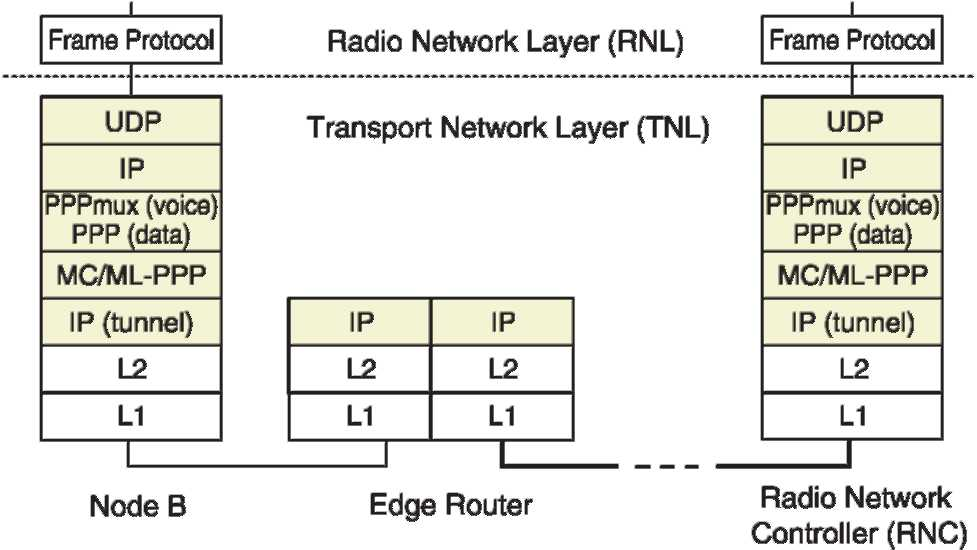 Frame Protocol
Radio Network Layer (RNL)
Frame Protocol
Transport Network Layer (TNL)
UDP
IP
PPPmux (voice)
PPP (data)
MC/ML-PPP
IP (tunnel)
L2
L1
Node B
IP
IP
L2
L2
L1
L1
Edge Router
UDP
IP
PPPmux (voice)
PPP (data)
MC/ML-PPP
IP (tunnel)
L2
L1
Radio Network
Controller (RNC)